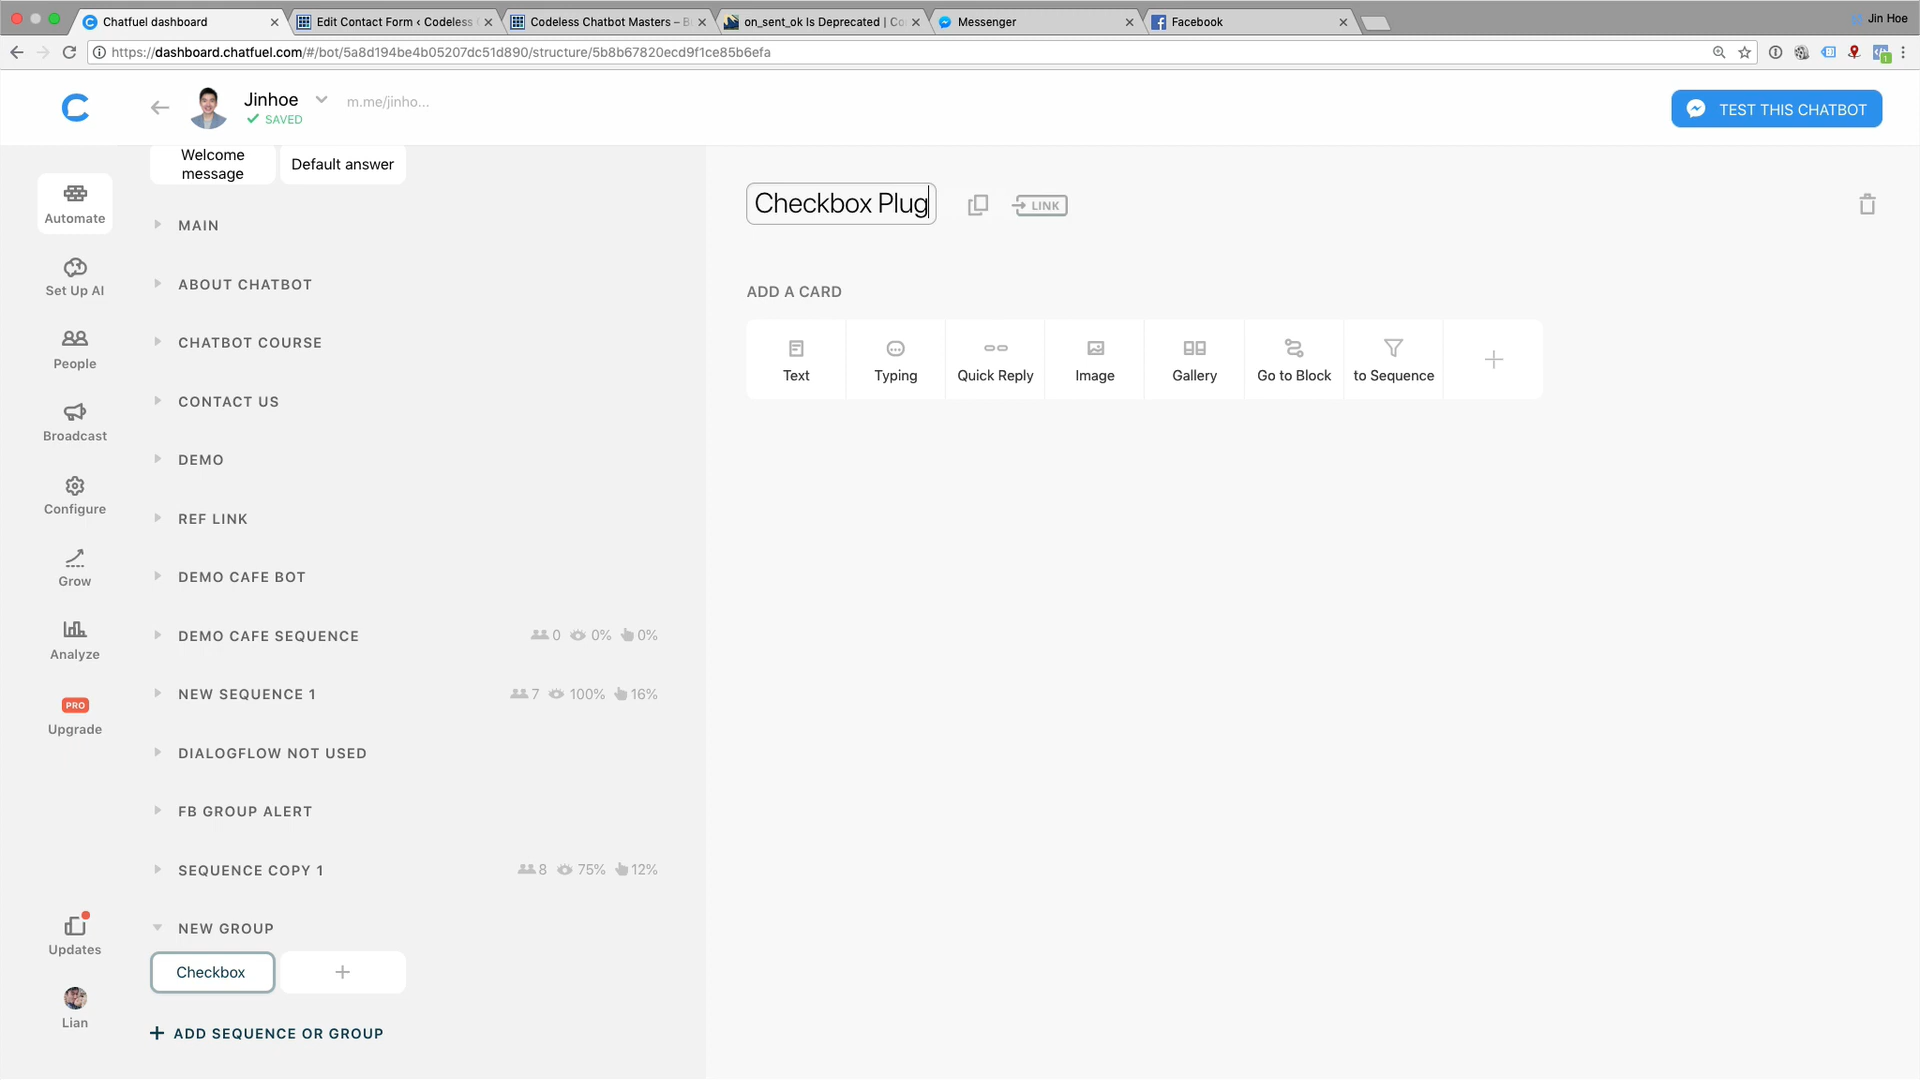 Chatfuel dashboard
Edit Contact Form ‹ Codeless
Codeless Chatbot Masters –
on_sent_ok Is Deprecated | Co
Messenger
Facebook
Jin Hoe
https://dashboard.chatfuel.com/#/bot/5a8d194be4b05207dc51d890/structure/5b8b67820ecd9f1ce85b6efa
1
Jinhoe
m.me/jinho...
SAVED
TEST THIS CHATBOT
Automate
Set Up AI
People
Broadcast
Configure
Grow
Analyze
PRO
Upgrade
Updates
Lian
Welcome
message
Default answer
MAIN
ABOUT CHATBOT
CHATBOT COURSE
CONTACT US
DEMO
REF LINK
DEMO CAFE BOT
DEMO CAFE SEQUENCE 0 0% 0%
NEW SEQUENCE 1 7 100% 16%
DIALOGFLOW NOT USED
FB GROUP ALERT
SEQUENCE COPY 1 8 75% 12%
NEW GROUP
Checkbox +
+ ADD SEQUENCE OR GROUP
Checkbox Plug
LINK
ADD A CARD
Text
Typing
Quick Reply
Image
Gallery
Go to Block
to Sequence
+